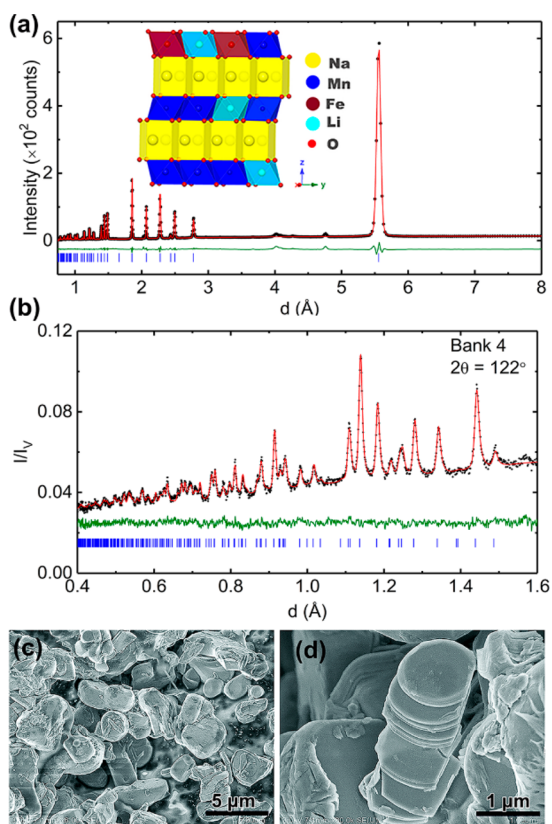 (a)
6
4
2
0
Intensity (×10² counts)
Na
Mn
Fe
Li
O
z
x
y
1 2 3 4 5 6 7 8
d (Å)
(b)
0.12
0.08
0.04
0.00
I/I_V
Bank 4
2θ = 122°
0.4 0.6 0.8 1.0 1.2 1.4 1.6
d (Å)
(c)
5 µm
(d)
1 µm